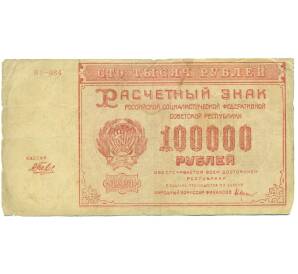 СТО ТЫСЯЧ РУБЛЕЙ
РАСЧЕТНЫЙ ЗНАК
РОССИЙСКОЙ СОЦИАЛИСТИЧЕСКОЙ ФЕДЕРАТИВНОЙ
СОВЕТСКОЙ РЕСПУБЛИКИ
100000
РУБЛЕЙ
ОБЕСПЕЧИВАЕТСЯ ВСЕМ ДОСТОЯНИЕМ
РЕСПУБЛИКИ
НАРОДНЫЙ КОМИССАР ФИНАНСОВ
КАССИР